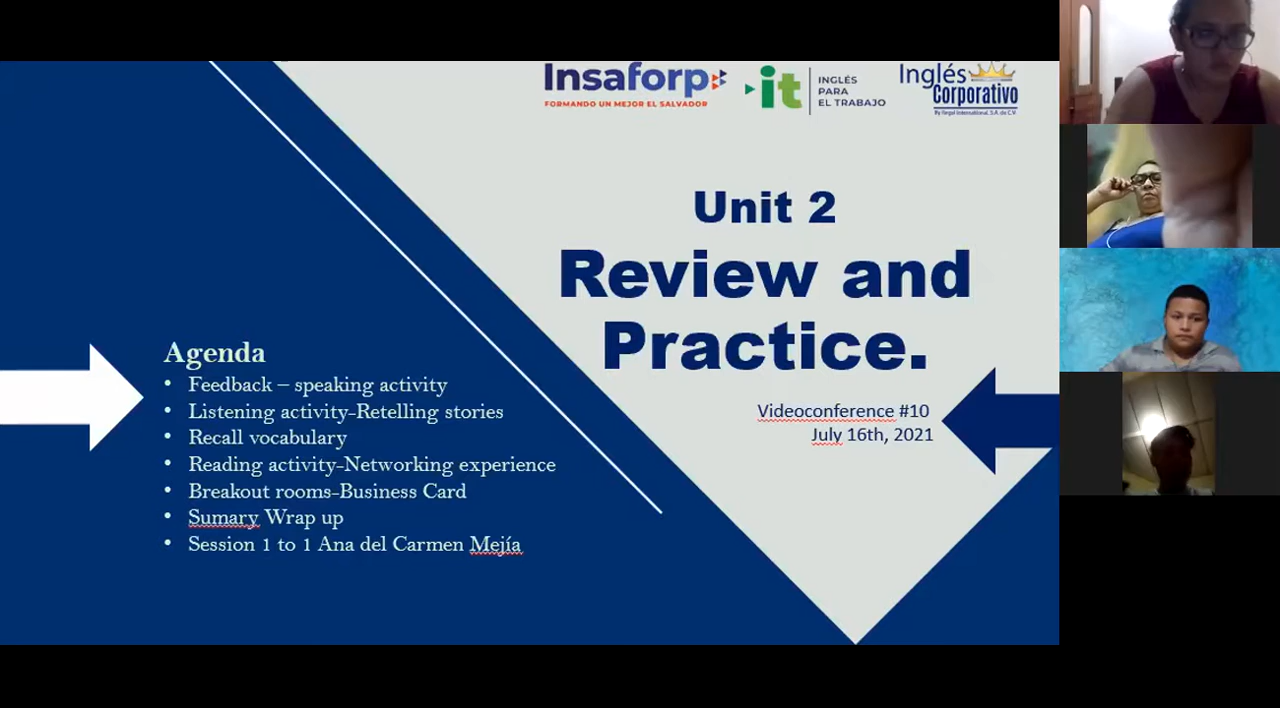 Insaforp
FORMANDO UN MEJOR EL SALVADOR
it
INGLÉS
PARA
EL TRABAJO
Inglés
Corporativo
Unit 2
Review and
Practice.
Videoconference #10
July 16th, 2021
Agenda
• Feedback – speaking activity
• Listening activity-Retelling stories
• Recall vocabulary
• Reading activity-Networking experience
• Breakout rooms-Business Card
• Sumary Wrap up
• Session 1 to 1 Ana del Carmen Mejía